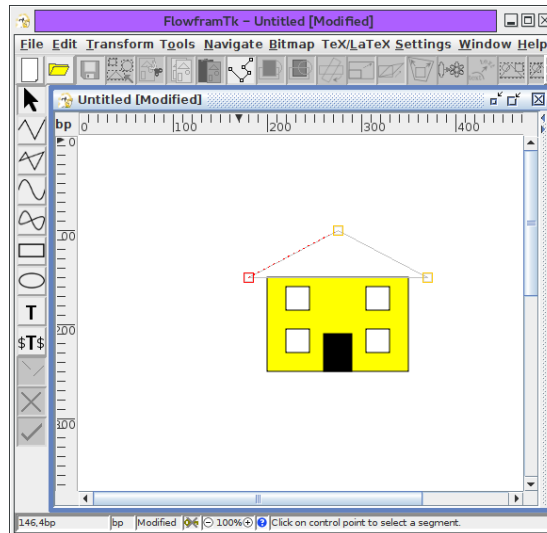 FlowframTk – Untitled [Modified]
File Edit Transform Tools Navigate Bitmap TeX/LaTeX Settings Window Help
Untitled [Modified]
bp 0 100 200 300 400
0
100
200
300
T
$T$
146,4bp bp Modified 100% Click on control point to select a segment.